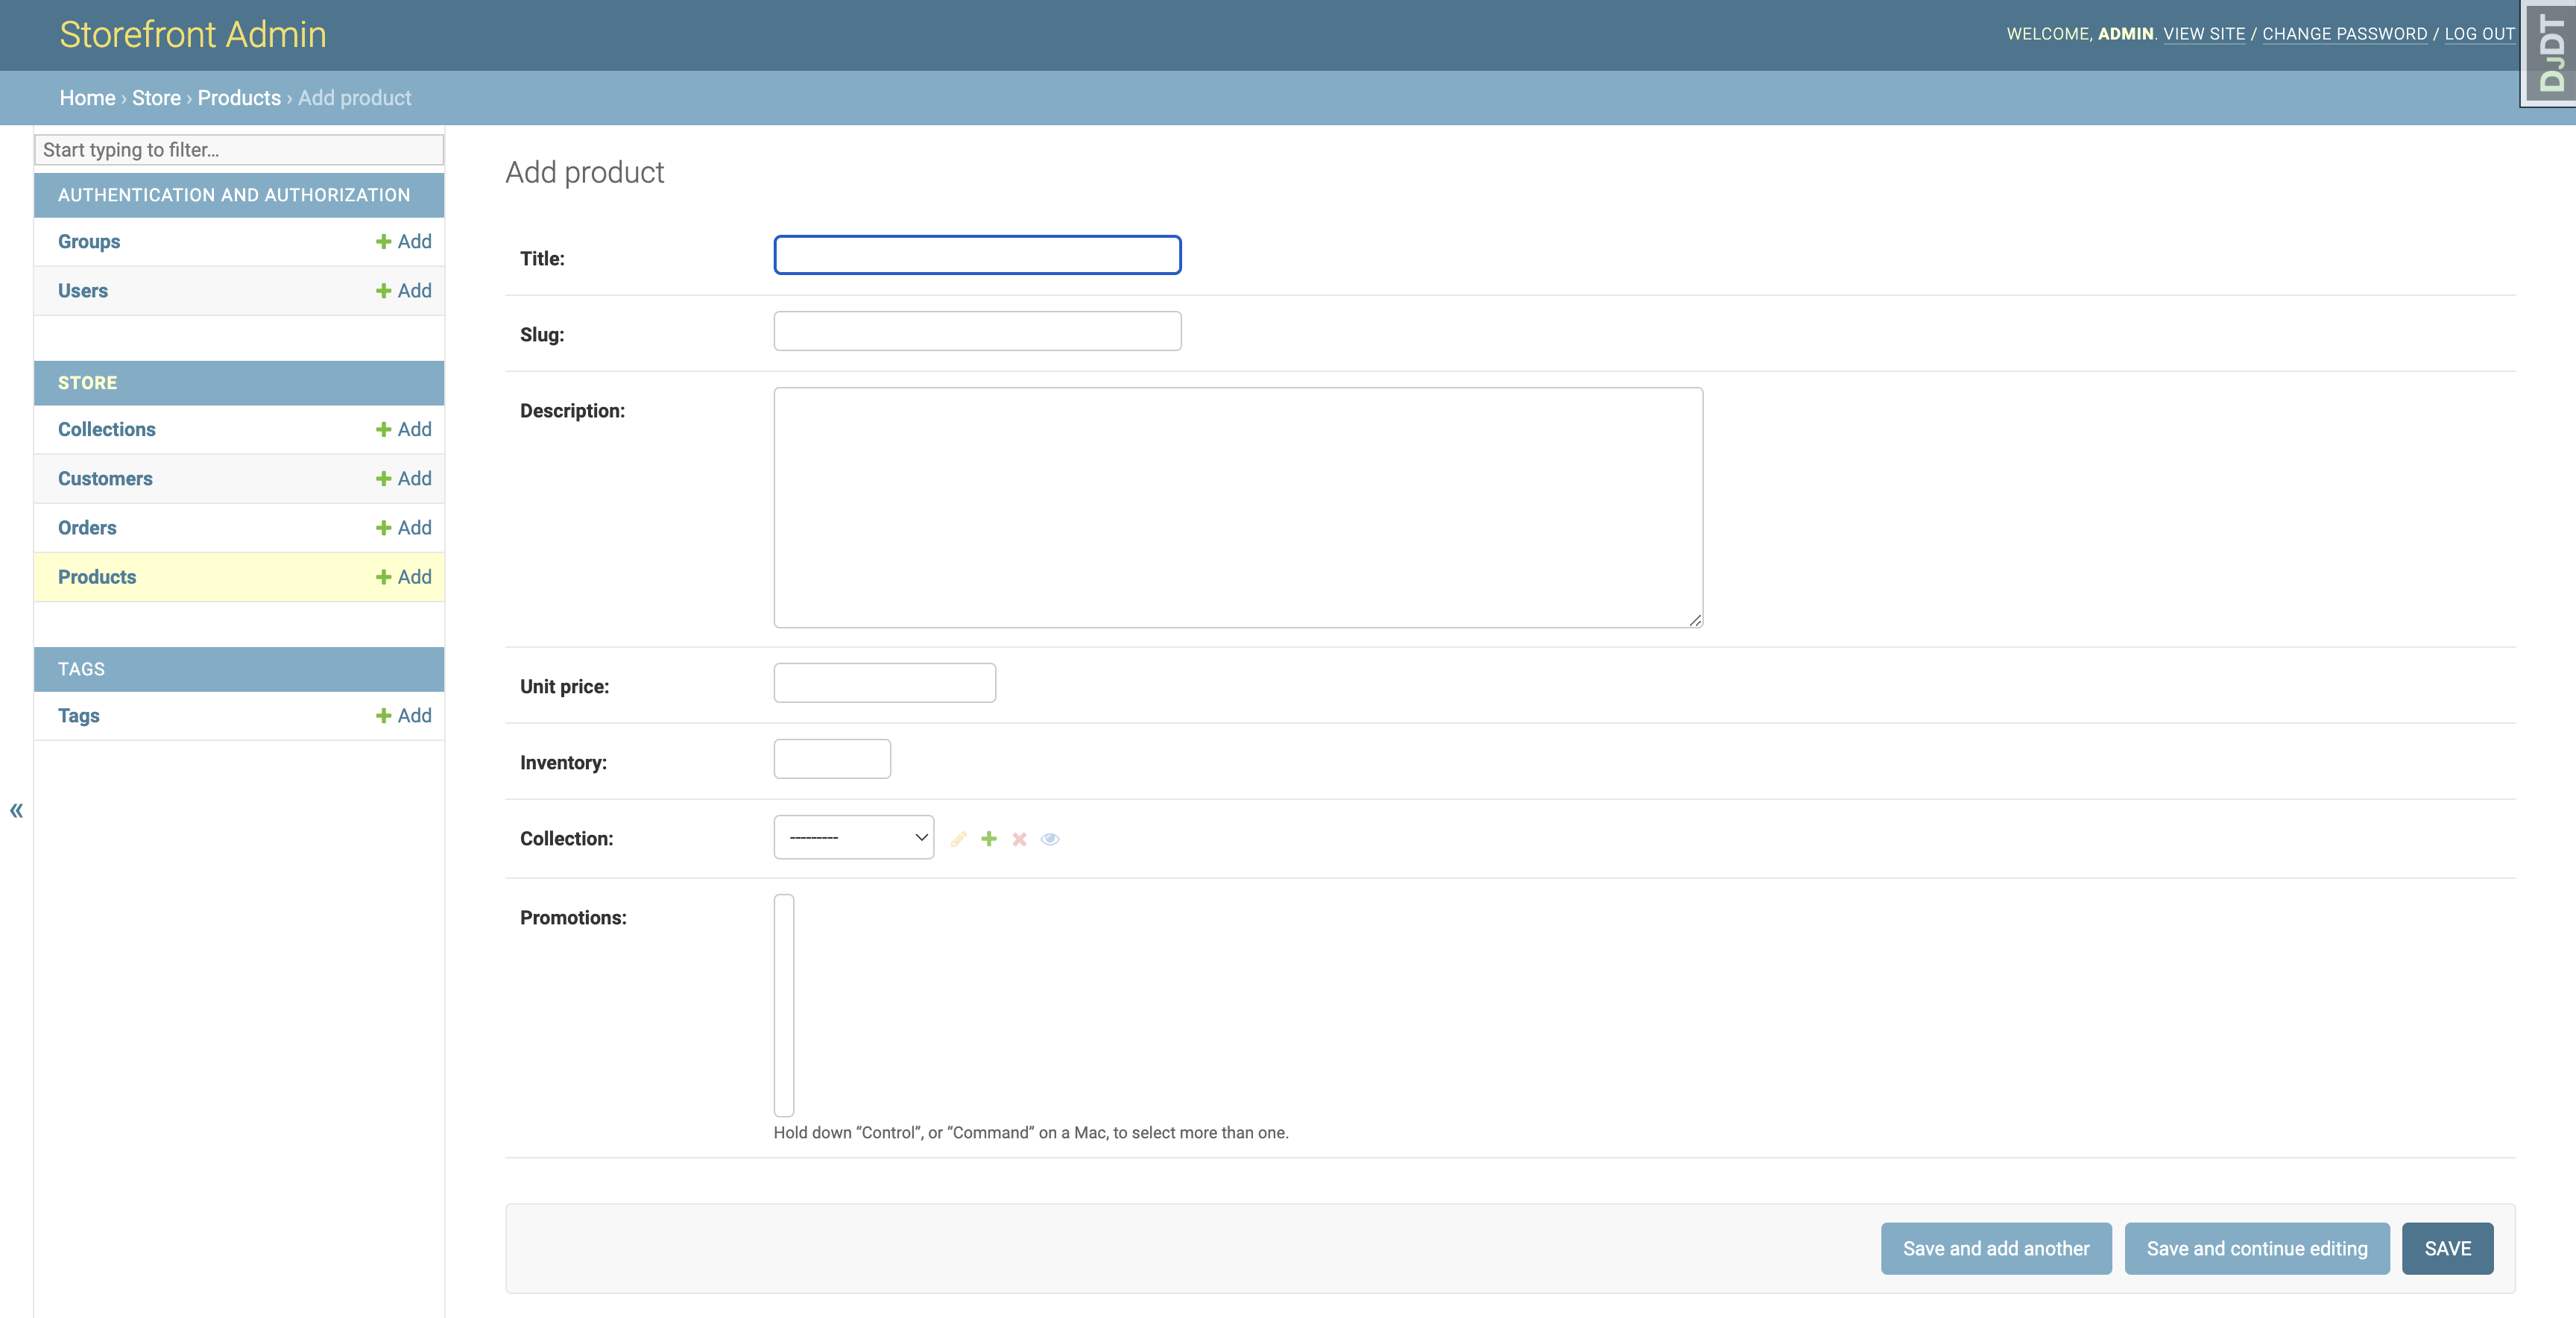 Storefront Admin
WELCOME, ADMIN. VIEW SITE / CHANGE PASSWORD / LOG OUT
DJDT
Home › Store › Products › Add product
Start typing to filter...
AUTHENTICATION AND AUTHORIZATION
Groups Add
Users Add
STORE
Collections Add
Customers Add
Orders Add
Products Add
TAGS
Tags Add
«
Add product
Title:
Slug:
Description:
Unit price:
Inventory:
Collection: ---------
Promotions:
Hold down “Control”, or “Command” on a Mac, to select more than one.
Save and add another Save and continue editing SAVE